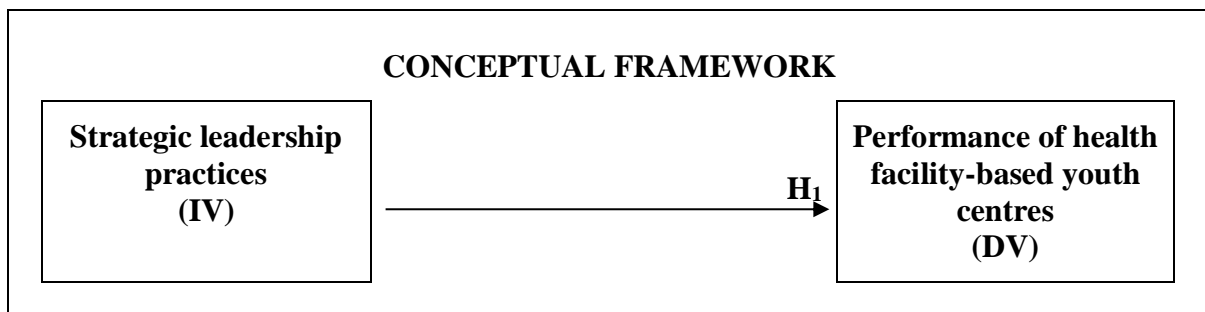 CONCEPTUAL FRAMEWORK
Strategic leadership
practices
(IV)
H₁
Performance of health
facility-based youth
centres
(DV)